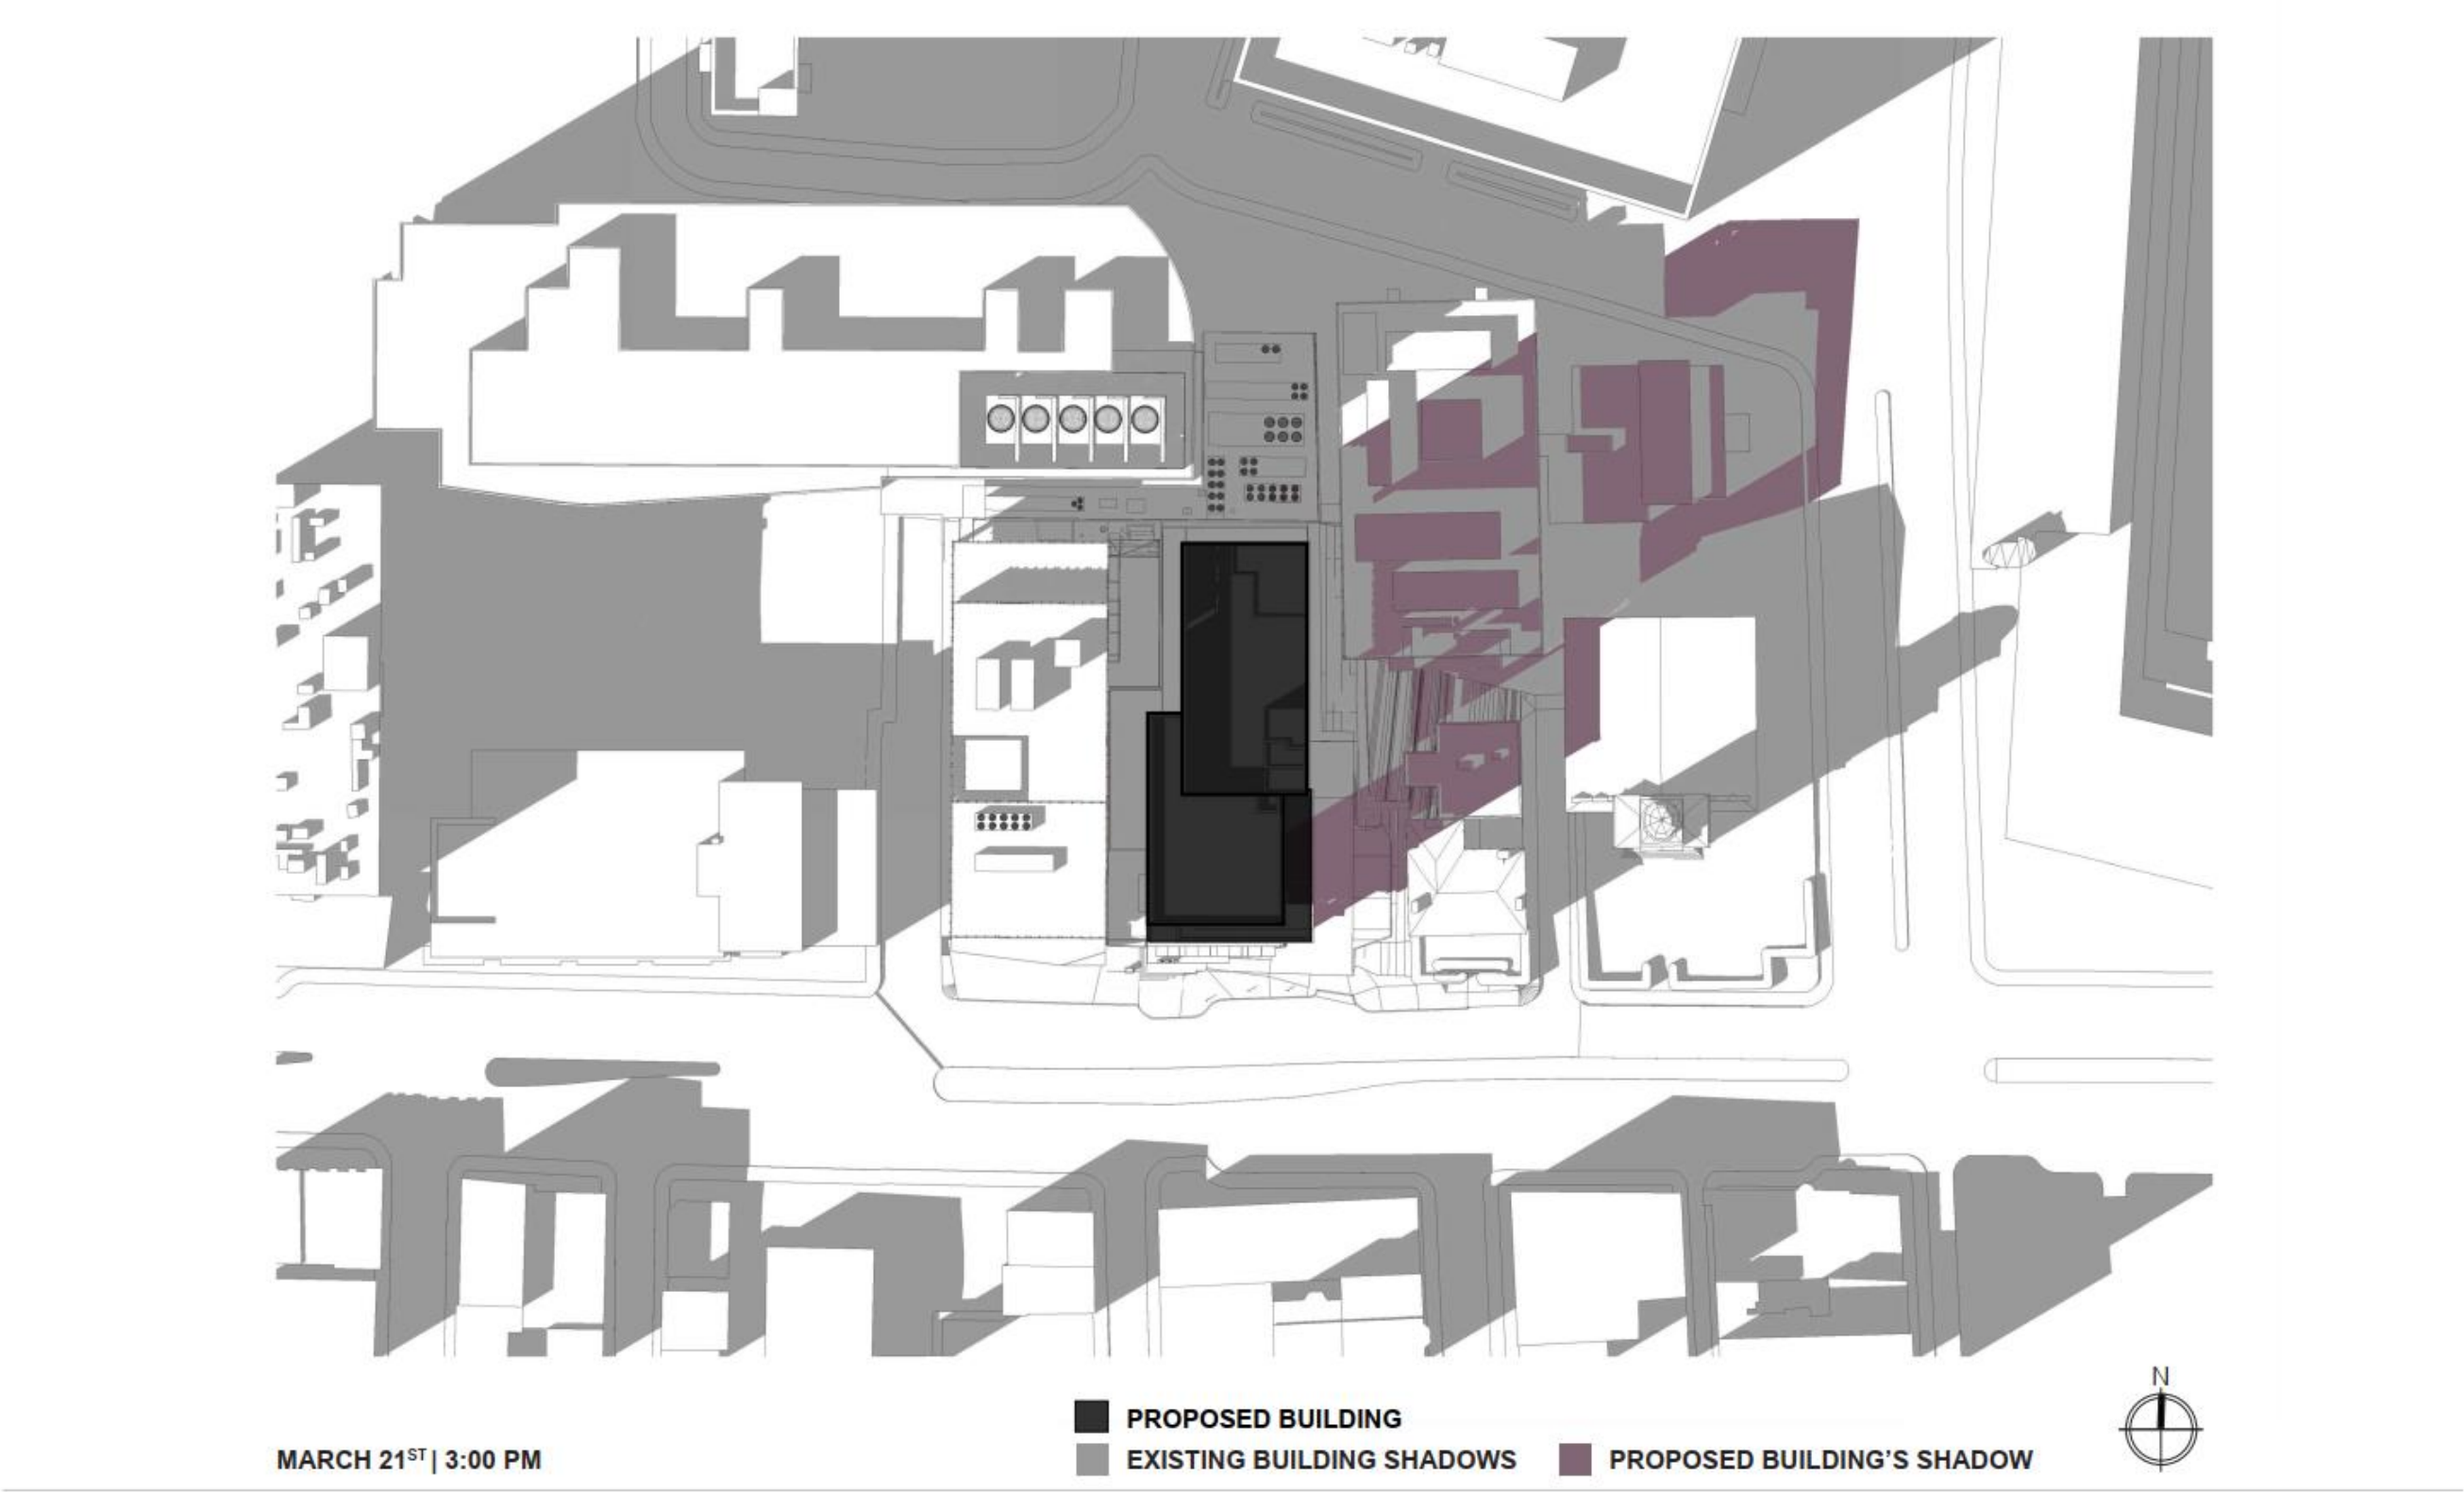 N
PROPOSED BUILDING
MARCH 21ST | 3:00 PM
EXISTING BUILDING SHADOWS
PROPOSED BUILDING'S SHADOW